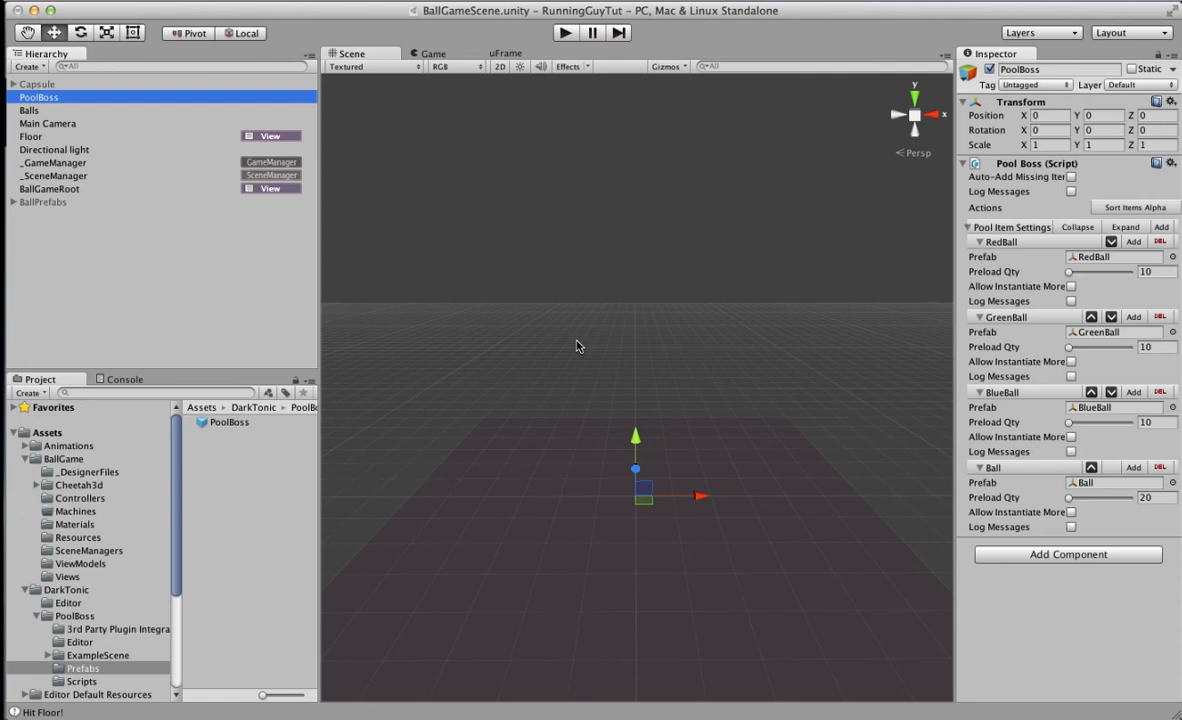 BallGameScene.unity - RunningGuyTut - PC, Mac & Linux Standalone
Pivot Local Layers Layout
Hierarchy
Create All
Capsule
PoolBoss
Balls
Main Camera
Floor View
Directional light
_GameManager GameManager
_SceneManager SceneManager
BallGameRoot View
BallPrefabs
Scene Game uFrame
Textured RGB 2D Effects Gizmos All
y
x
Persp
Project Console
Create
Favorites
Assets
Animations
BallGame
_DesignerFiles
Cheetah3d
Controllers
Machines
Materials
Resources
SceneManagers
ViewModels
Views
DarkTonic
Editor
PoolBoss
3rd Party Plugin Integra
Editor
ExampleScene
Prefabs
Scripts
Editor Default Resources
Assets DarkTonic PoolBo
PoolBoss
Hit Floor!
Inspector
PoolBoss Static
Tag Untagged Layer Default
Transform
Position X 0 Y 0 Z 0
Rotation X 0 Y 0 Z 0
Scale X 1 Y 1 Z 1
Pool Boss (Script)
Auto-Add Missing Iter
Log Messages
Actions Sort Items Alpha
Pool Item Settings Collapse Expand Add
RedBall Add DEL
Prefab RedBall
Preload Qty 10
Allow Instantiate More
Log Messages
GreenBall Add DEL
Prefab GreenBall
Preload Qty 10
Allow Instantiate More
Log Messages
BlueBall Add DEL
Prefab BlueBall
Preload Qty 10
Allow Instantiate More
Log Messages
Ball Add DEL
Prefab Ball
Preload Qty 20
Allow Instantiate More
Log Messages
Add Component